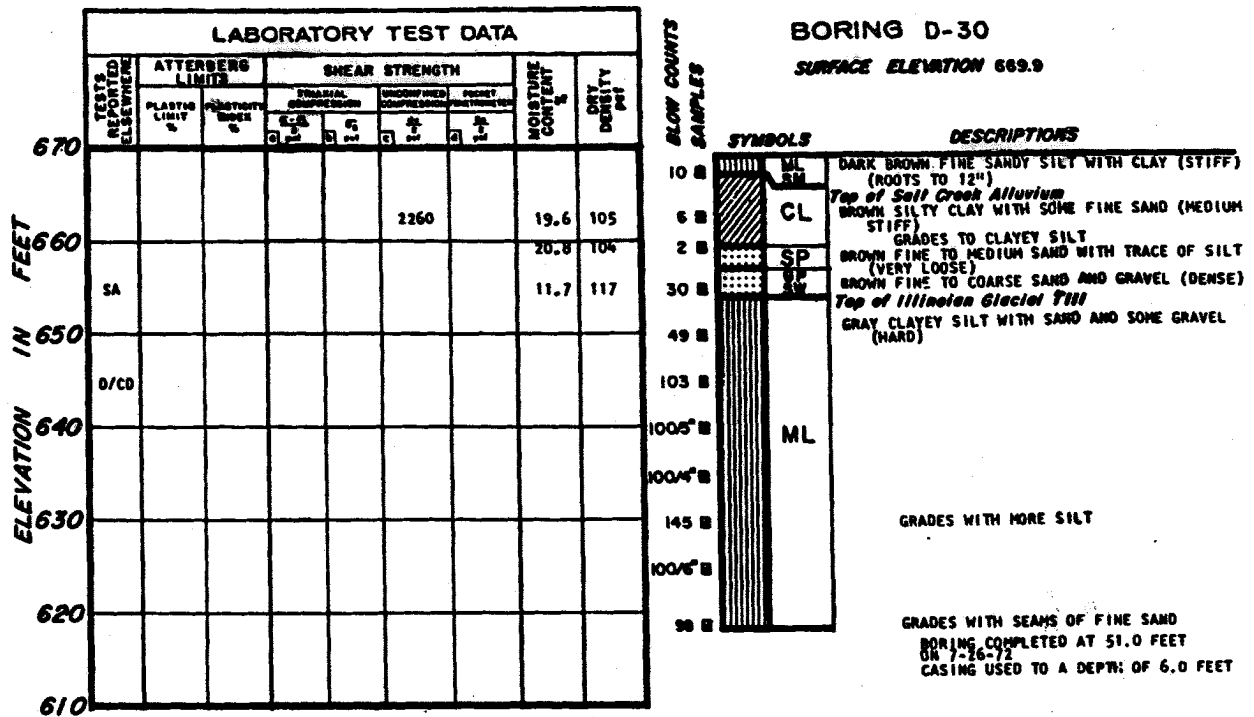 LABORATORY TEST DATA
TESTS REPORTED ELSEWHERE
ATTERBERG LIMITS
PLASTIC LIMIT %
PLASTICITY INDEX %
SHEAR STRENGTH
TRIAXIAL COMPRESSION
UNCONFINED COMPRESSION
POCKET PENETROMETER
MOISTURE CONTENT %
DRY DENSITY pcf
ELEVATION IN FEET
670
660
650
640
630
620
610
2260 19.6 105
20.8 104
SA 11.7 117
D/CD
BORING D-30
SURFACE ELEVATION 669.9
BLOW COUNTS
SAMPLES
SYMBOLS
DESCRIPTIONS
10
6
2
30
49
103
100/5"
100/4"
145
100/6"
98
ML
SM
CL
SP
SW
ML
DARK BROWN FINE SANDY SILT WITH CLAY (STIFF)
(ROOTS TO 12")
Top of Salt Creek Alluvium
BROWN SILTY CLAY WITH SOME FINE SAND (MEDIUM
STIFF)
GRADES TO CLAYEY SILT
BROWN FINE TO MEDIUM SAND WITH TRACE OF SILT
(VERY LOOSE)
BROWN FINE TO COARSE SAND AND GRAVEL (DENSE)
Top of Illinoian Glacial Till
GRAY CLAYEY SILT WITH SAND AND SOME GRAVEL
(HARD)
GRADES WITH MORE SILT
GRADES WITH SEAMS OF FINE SAND
BORING COMPLETED AT 51.0 FEET
ON 7-26-72
CASING USED TO A DEPTH OF 6.0 FEET